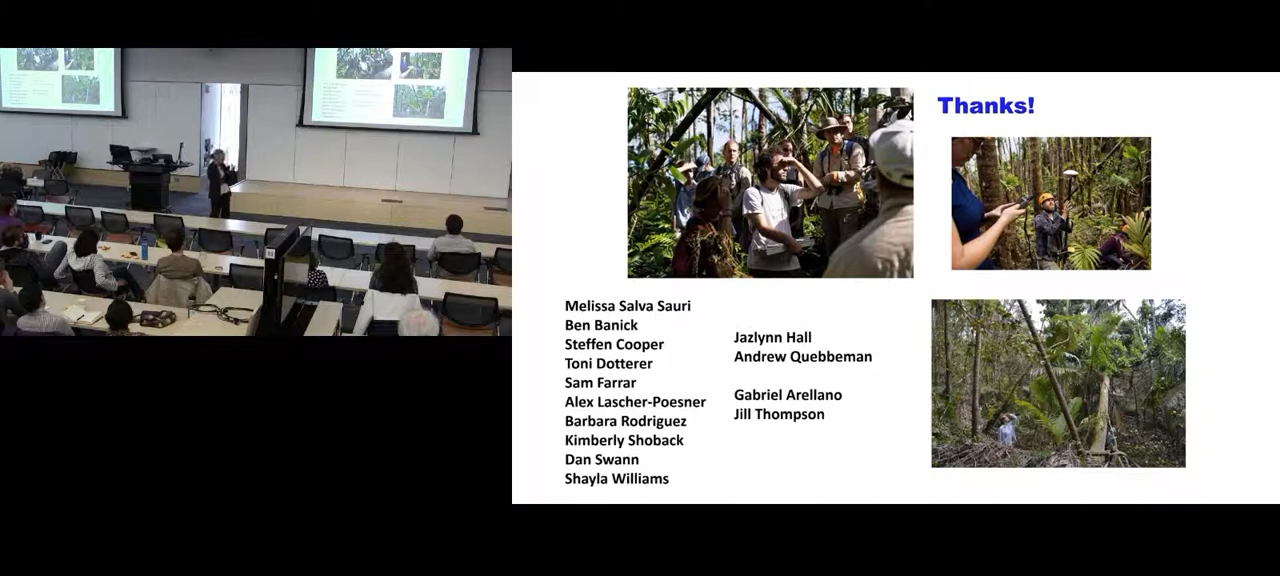 Thanks!
Melissa Salva Sauri
Ben Banick
Steffen Cooper
Toni Dotterer
Sam Farrar
Alex Lascher-Poesner
Barbara Rodriguez
Kimberly Shoback
Dan Swann
Shayla Williams
Jazlynn Hall
Andrew Quebbeman
Gabriel Arellano
Jill Thompson